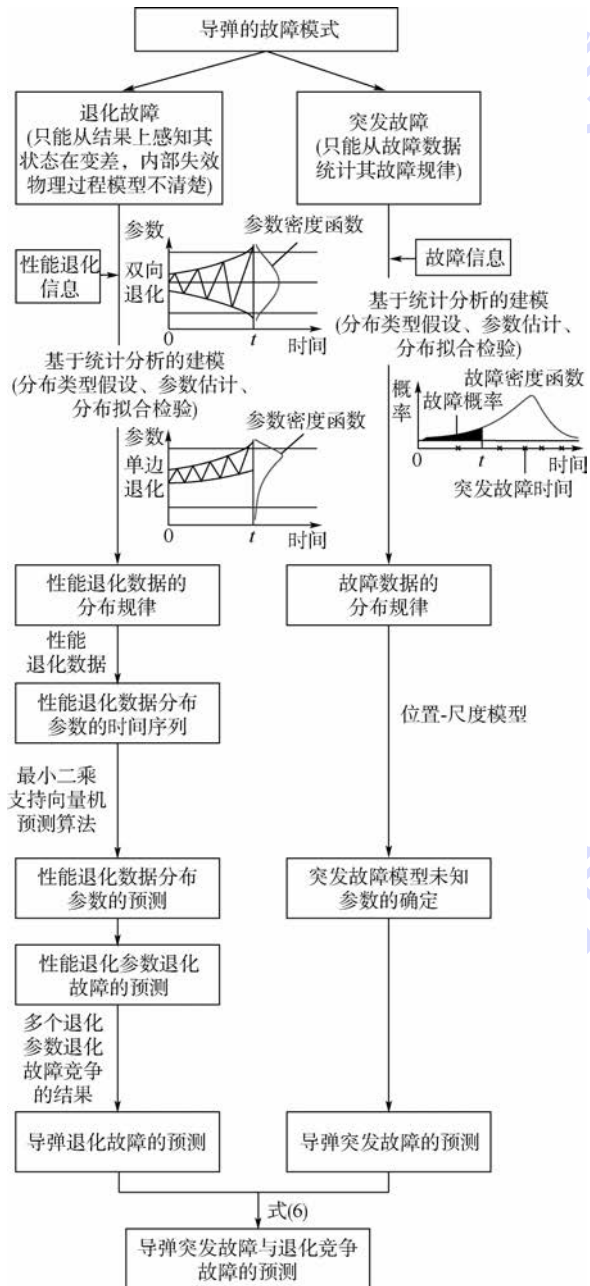 导弹的故障模式
退化故障
(只能从结果上感知其
状态在变差，内部失效
物理过程模型不清楚)
突发故障
(只能从故障数据
统计其故障规律)
性能退化
信息
参数
参数密度函数
双向
退化
0
t
时间
故障信息
基于统计分析的建模
(分布类型假设、参数估计、
分布拟合检验)
参数
参数密度函数
单边
退化
0
t
时间
基于统计分析的建模
(分布类型假设、参数估计、
分布拟合检验)
概
率
故障密度函数
故障概率
0
t
时间
突发故障时间
性能退化数据的
分布规律
故障数据的
分布规律
性能
退化数据
性能退化数据分布
参数的时间序列
位置-尺度模型
最小二乘
支持向量机
预测算法
性能退化数据分布
参数的预测
突发故障模型未知
参数的确定
性能退化参数退化
故障的预测
多个退化
参数退化
故障竞争
的结果
导弹退化故障的预测
导弹突发故障的预测
式(6)
导弹突发故障与退化竞争
故障的预测